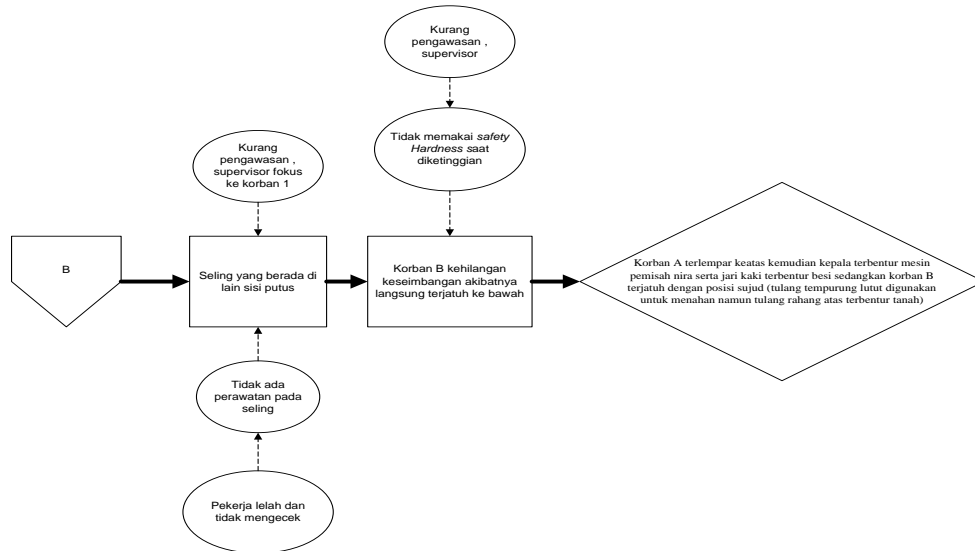 Kurang
pengawasan ,
supervisor
Tidak memakai safety
Hardness saat
diketinggian
Kurang
pengawasan ,
supervisor fokus
ke korban 1
B
Seling yang berada di
lain sisi putus
Korban B kehilangan
keseimbangan akibatnya
langsung terjatuh ke bawah
Korban A terlempar keatas kemudian kepala terbentur mesin
pemisah nira serta jari kaki terbentur besi sedangkan korban B
terjatuh dengan posisi sujud (tulang tempurung lutut digunakan
untuk menahan namun tulang rahang atas terbentur tanah)
Tidak ada
perawatan pada
seling
Pekerja lelah dan
tidak mengecek